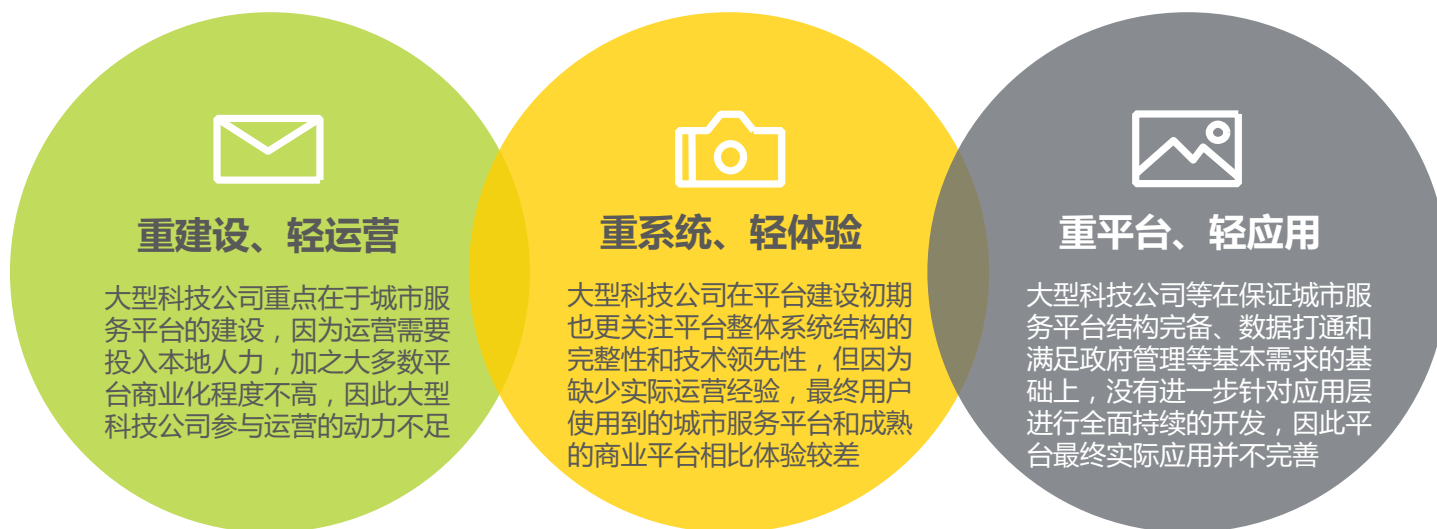 重建设、轻运营
大型科技公司重点在于城市服
务平台的建设，因为运营需要
投入本地人力，加之大多数平
台商业化程度不高，因此大型
科技公司参与运营的动力不足
重系统、轻体验
大型科技公司在平台建设初期
也更关注平台整体系统结构的
完整性和技术领先性，但因为
缺少实际运营经验，最终用户
使用到的城市服务平台和成熟
的商业平台相比体验较差
重平台、轻应用
大型科技公司等在保证城市服
务平台结构完备、数据打通和
满足政府管理等基本需求的基
础上，没有进一步针对应用层
进行全面持续的开发，因此平
台最终实际应用并不完善